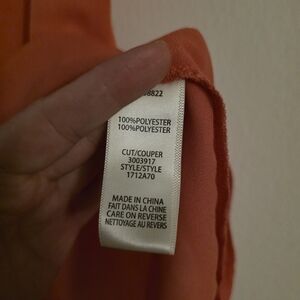 8822
100%POLYESTER
100%POLYESTER
CUT/COUPER
3003917
STYLE/STYLE
1712A70
MADE IN CHINA
FAIT DANS LA CHINE
CARE ON REVERSE
NETTOYAGE AU REVERS